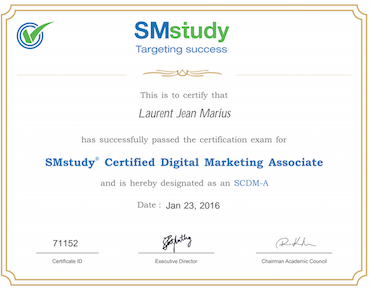 SMstudy
Targeting success
This is to certify that
Laurent Jean Marius
has successfully passed the certification exam for
SMstudy® Certified Digital Marketing Associate
and is hereby designated as an SCDM-A
Date : Jan 23, 2016
71152
Certificate ID
Executive Director
Chairman Academic Council